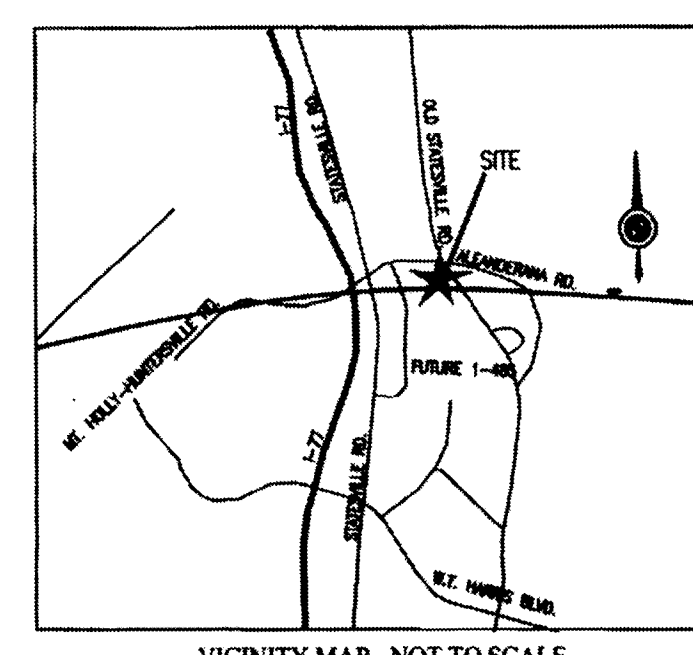 I-77
STATESVILLE RD.
OLD STATESVILLE RD.
SITE
ALEANDERANA RD.
MT. HOLLY-HUNTERSVILLE RD.
FUTURE I-485
I-77
STATESVILLE RD.
W.T. HARRIS BLVD.
VICINITY MAP - NOT TO SCALE